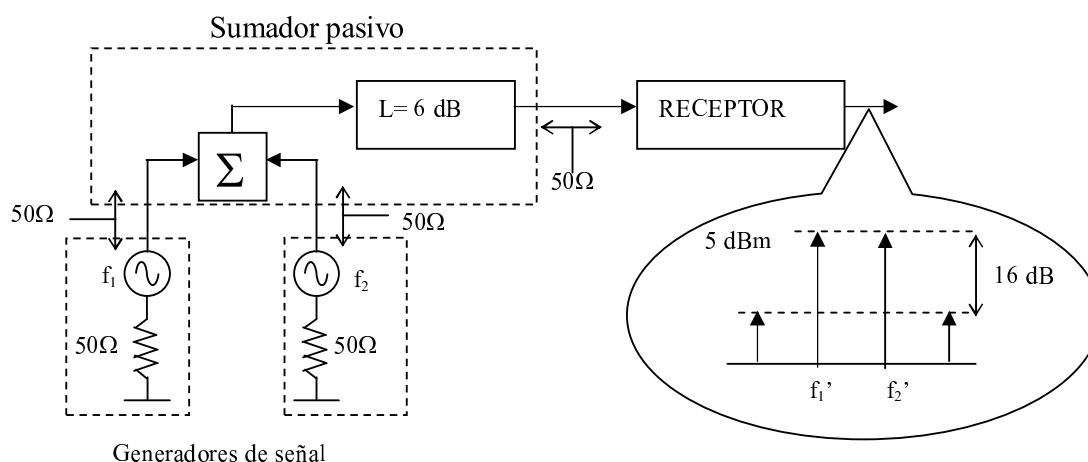 Sumador pasivo
L= 6 dB
RECEPTOR
Σ
50Ω
50Ω
50Ω
5 dBm
16 dB
f₁
f₂
50Ω
50Ω
f₁’
f₂’
Generadores de señal